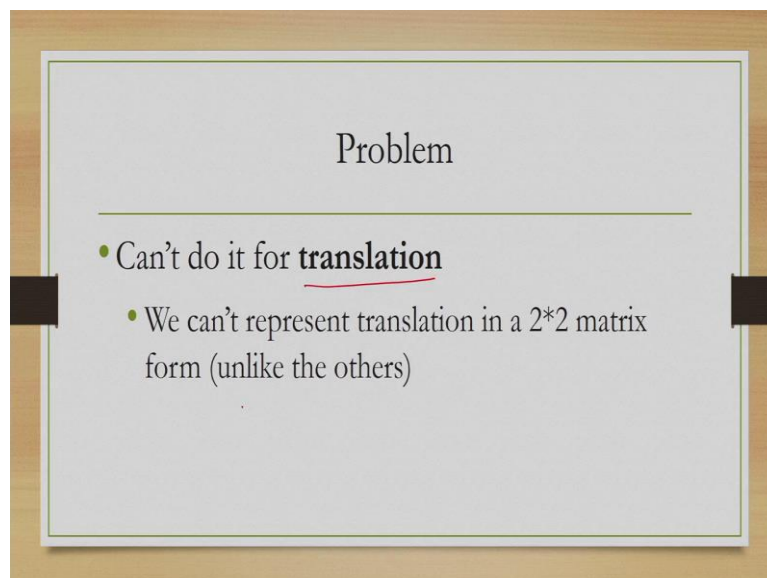 Problem
• Can't do it for translation
• We can't represent translation in a 2*2 matrix
form (unlike the others)